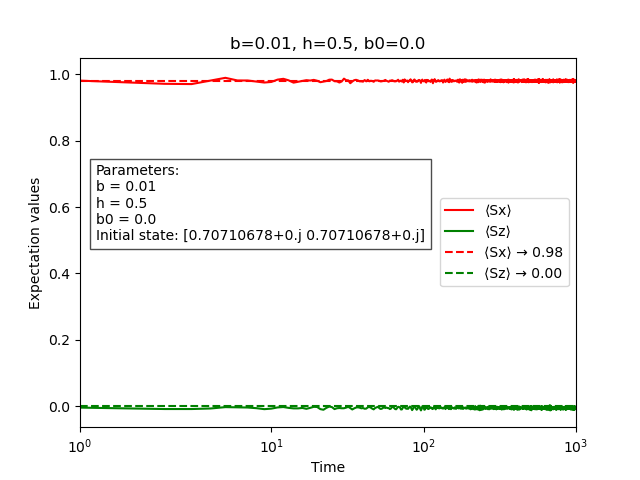 b=0.01, h=0.5, b0=0.0
1.0
0.8
0.6
0.4
0.2
0.0
Expectation values
Parameters:
b = 0.01
h = 0.5
b0 = 0.0
Initial state: [0.70710678+0.j 0.70710678+0.j]
⟨Sx⟩
⟨Sz⟩
⟨Sx⟩ → 0.98
⟨Sz⟩ → 0.00
10⁰
10¹
10²
10³
Time